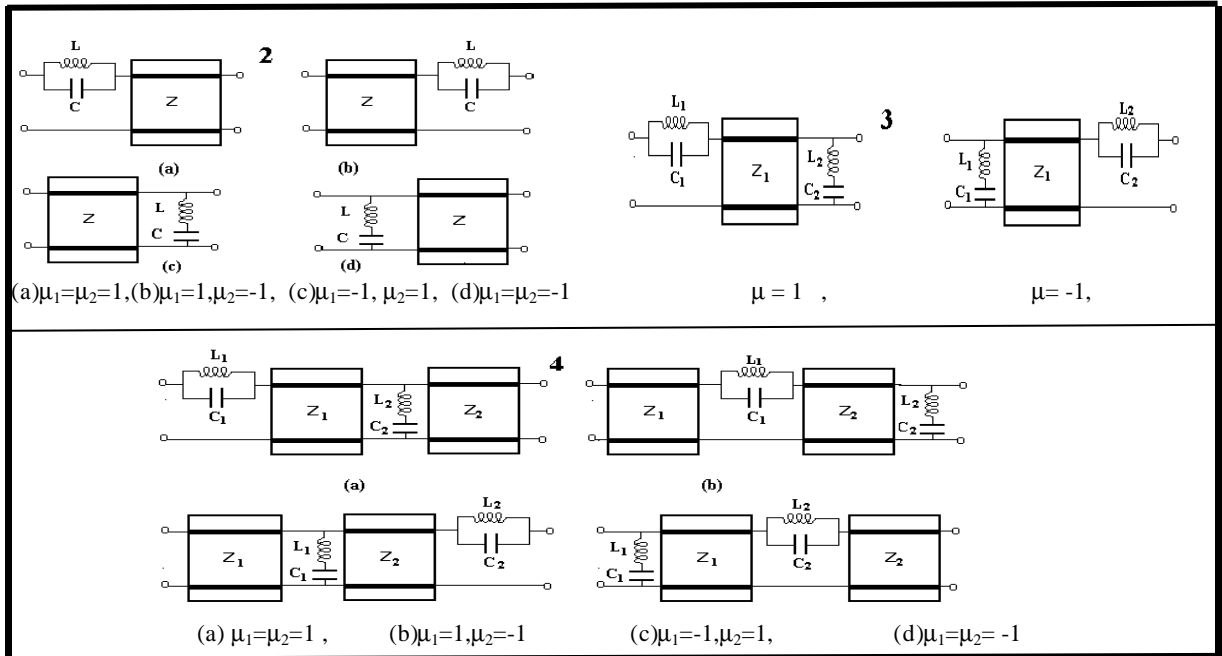 L
2
L
C
Z
Z
C
(a)
(b)
Z
L
C
L
C
Z
(c)
(d)
(a)μ₁=μ₂=1,(b)μ₁=1,μ₂=-1, (c)μ₁=-1, μ₂=1, (d)μ₁=μ₂=-1
L₁
3
L₂
C₁
Z₁
L₂
C₂
L₁
C₁
Z₁
C₂
μ = 1 ,
μ= -1,
L₁
4
L₁
C₁
Z₁
L₂
C₂
Z₂
Z₁
C₁
Z₂
L₂
C₂
(a)
(b)
L₂
L₂
Z₁
L₁
C₁
Z₂
C₂
L₁
C₁
Z₁
C₂
Z₂
(a) μ₁=μ₂=1 , (b)μ₁=1,μ₂=-1 (c)μ₁=-1,μ₂=1, (d)μ₁=μ₂= -1